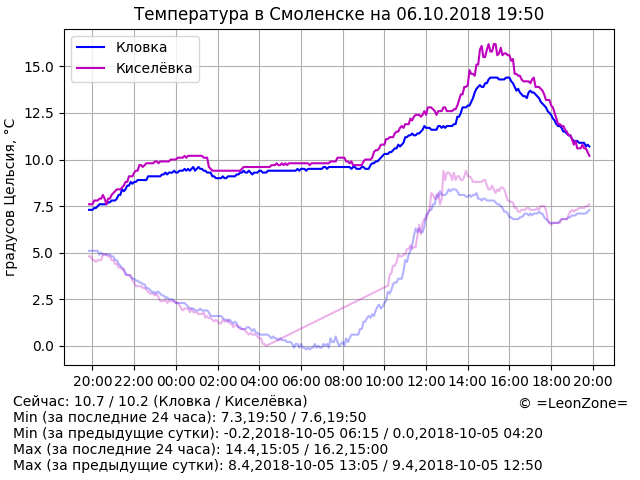 Температура в Смоленске на 06.10.2018 19:50
Кловка
Киселёвка
градусов Цельсия, °C
15.0
12.5
10.0
7.5
5.0
2.5
0.0
20:00 22:00 00:00 02:00 04:00 06:00 08:00 10:00 12:00 14:00 16:00 18:00 20:00
Сейчас: 10.7 / 10.2 (Кловка / Киселёвка)
© =LeonZone=
Min (за последние 24 часа): 7.3,19:50 / 7.6,19:50
Min (за предыдущие сутки): -0.2,2018-10-05 06:15 / 0.0,2018-10-05 04:20
Max (за последние 24 часа): 14.4,15:05 / 16.2,15:00
Max (за предыдущие сутки): 8.4,2018-10-05 13:05 / 9.4,2018-10-05 12:50